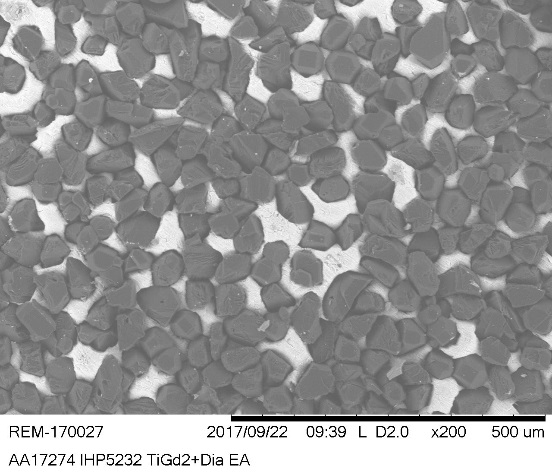 REM-170027 2017/09/22 09:39 L D2.0 x200 500 um
AA17274 IHP5232 TiGd2+Dia EA